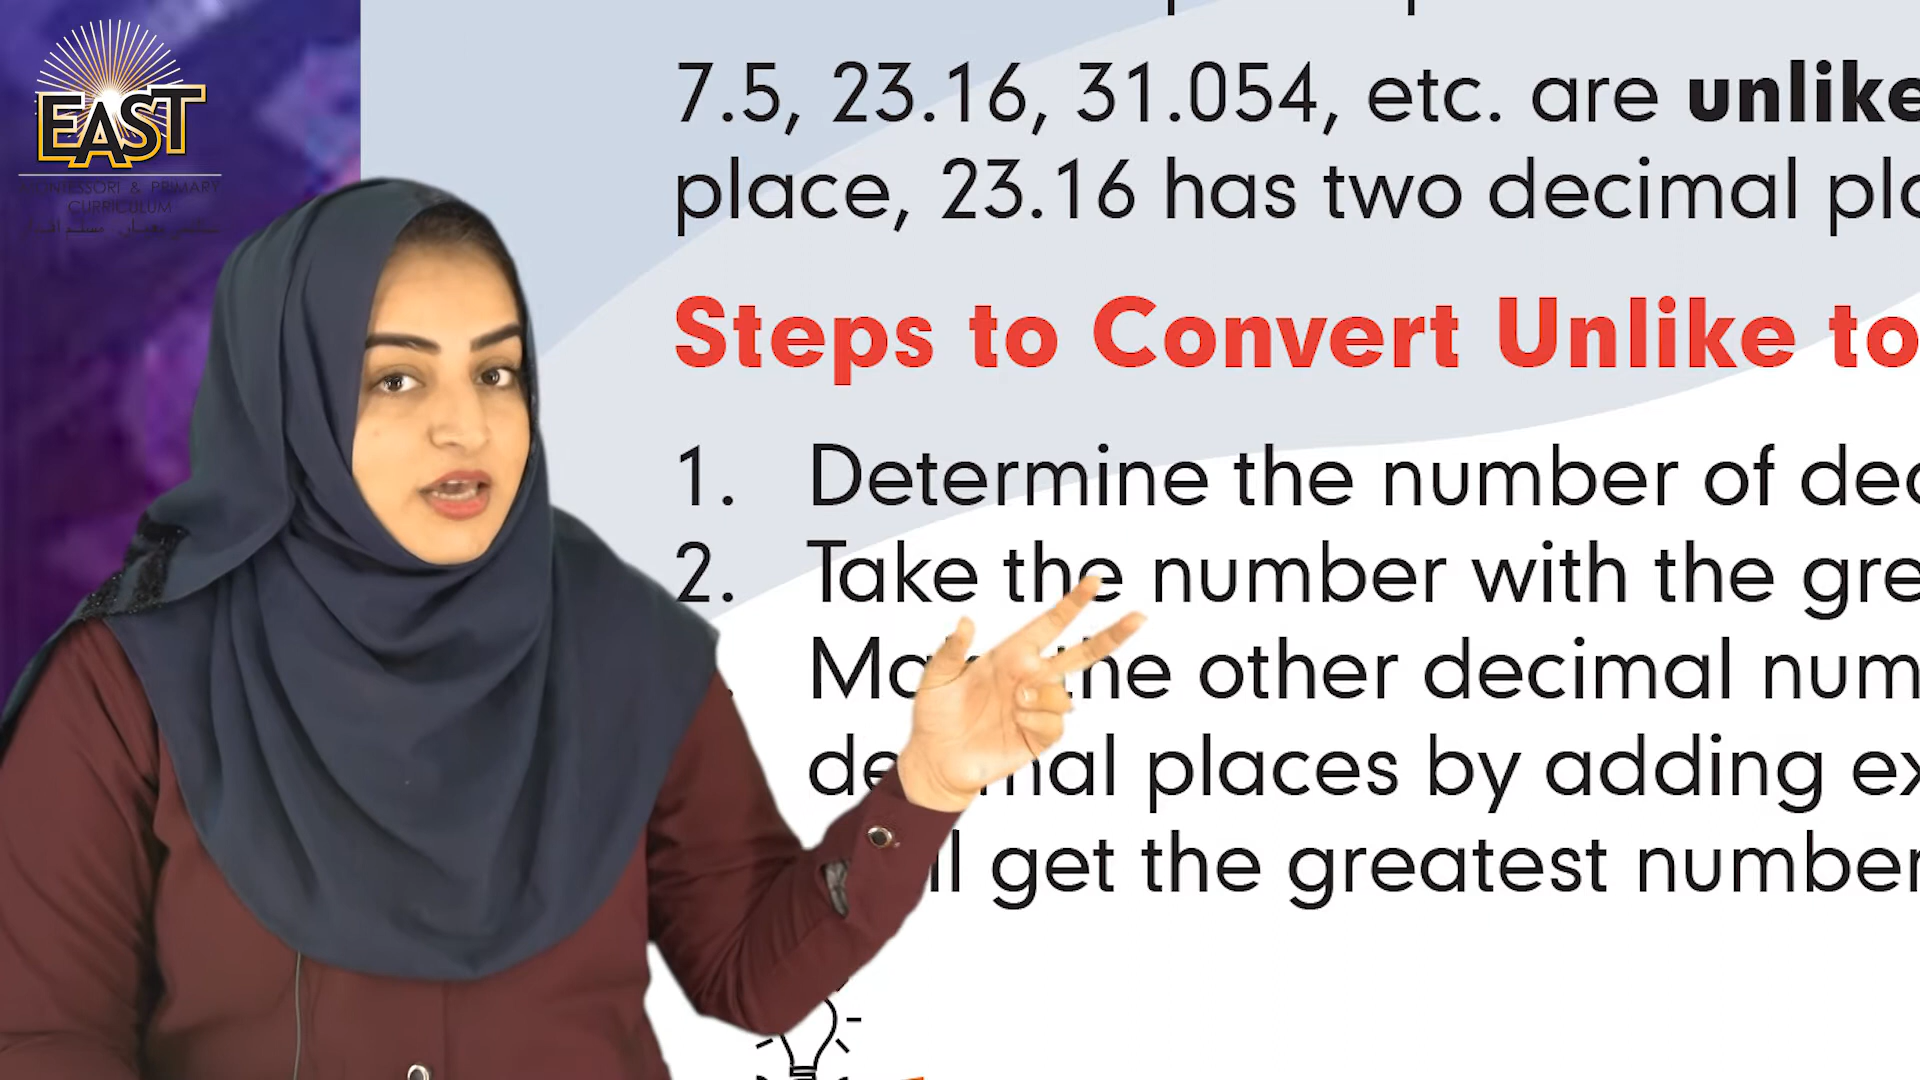 EAST
MONTESSORI & PRIMARY
CURRICULUM
7.5, 23.16, 31.054, etc. are unlike
place, 23.16 has two decimal pla
Steps to Convert Unlike to
1. Determine the number of dec
2. Take the number with the gre
the other decimal num
places by adding ex
get the greatest number